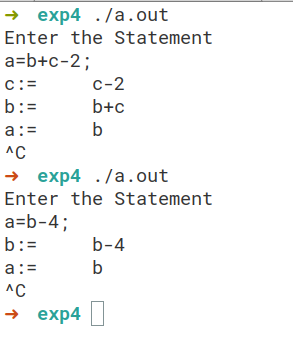 → exp4 ./a.out
Enter the Statement
a=b+c-2;
c:= c-2
b:= b+c
a:= b
^C
→ exp4 ./a.out
Enter the Statement
a=b-4;
b:= b-4
a:= b
^C
→ exp4